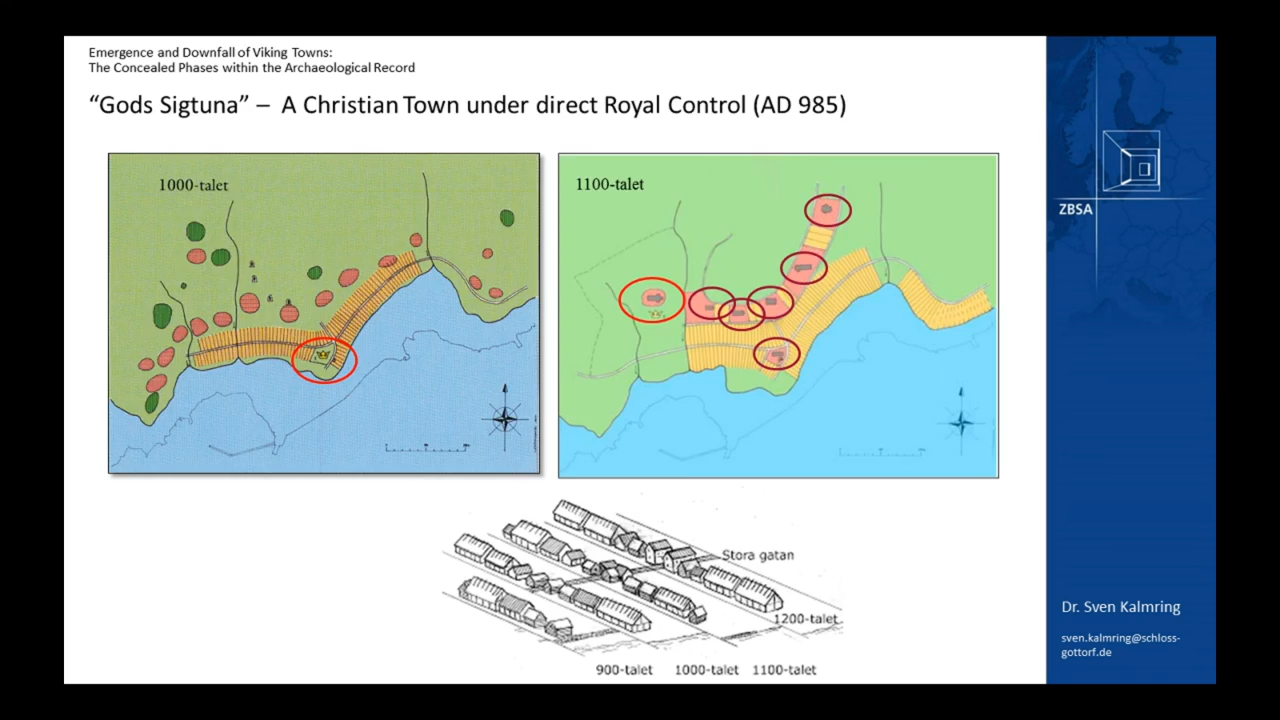 Emergence and Downfall of Viking Towns:
The Concealed Phases within the Archaeological Record
“Gods Sigtuna” – A Christian Town under direct Royal Control (AD 985)
1000-talet
1100-talet
ZBSA
Stora gatan
1200-talet
900-talet 1000-talet 1100-talet
Dr. Sven Kalmring
sven.kalmring@schloss-
gottorf.de